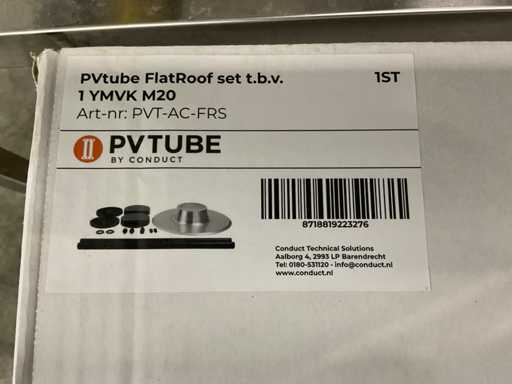 PVtube FlatRoof set t.b.v. 1ST
1 YMVK M20
Art-nr: PVT-AC-FRS
PVTUBE
BY CONDUCT
8718819223276
Conduct Technical Solutions
Aalborg 4, 2993 LP Barendrecht
Tel: 0180-531120 - info@conduct.nl
www.conduct.nl